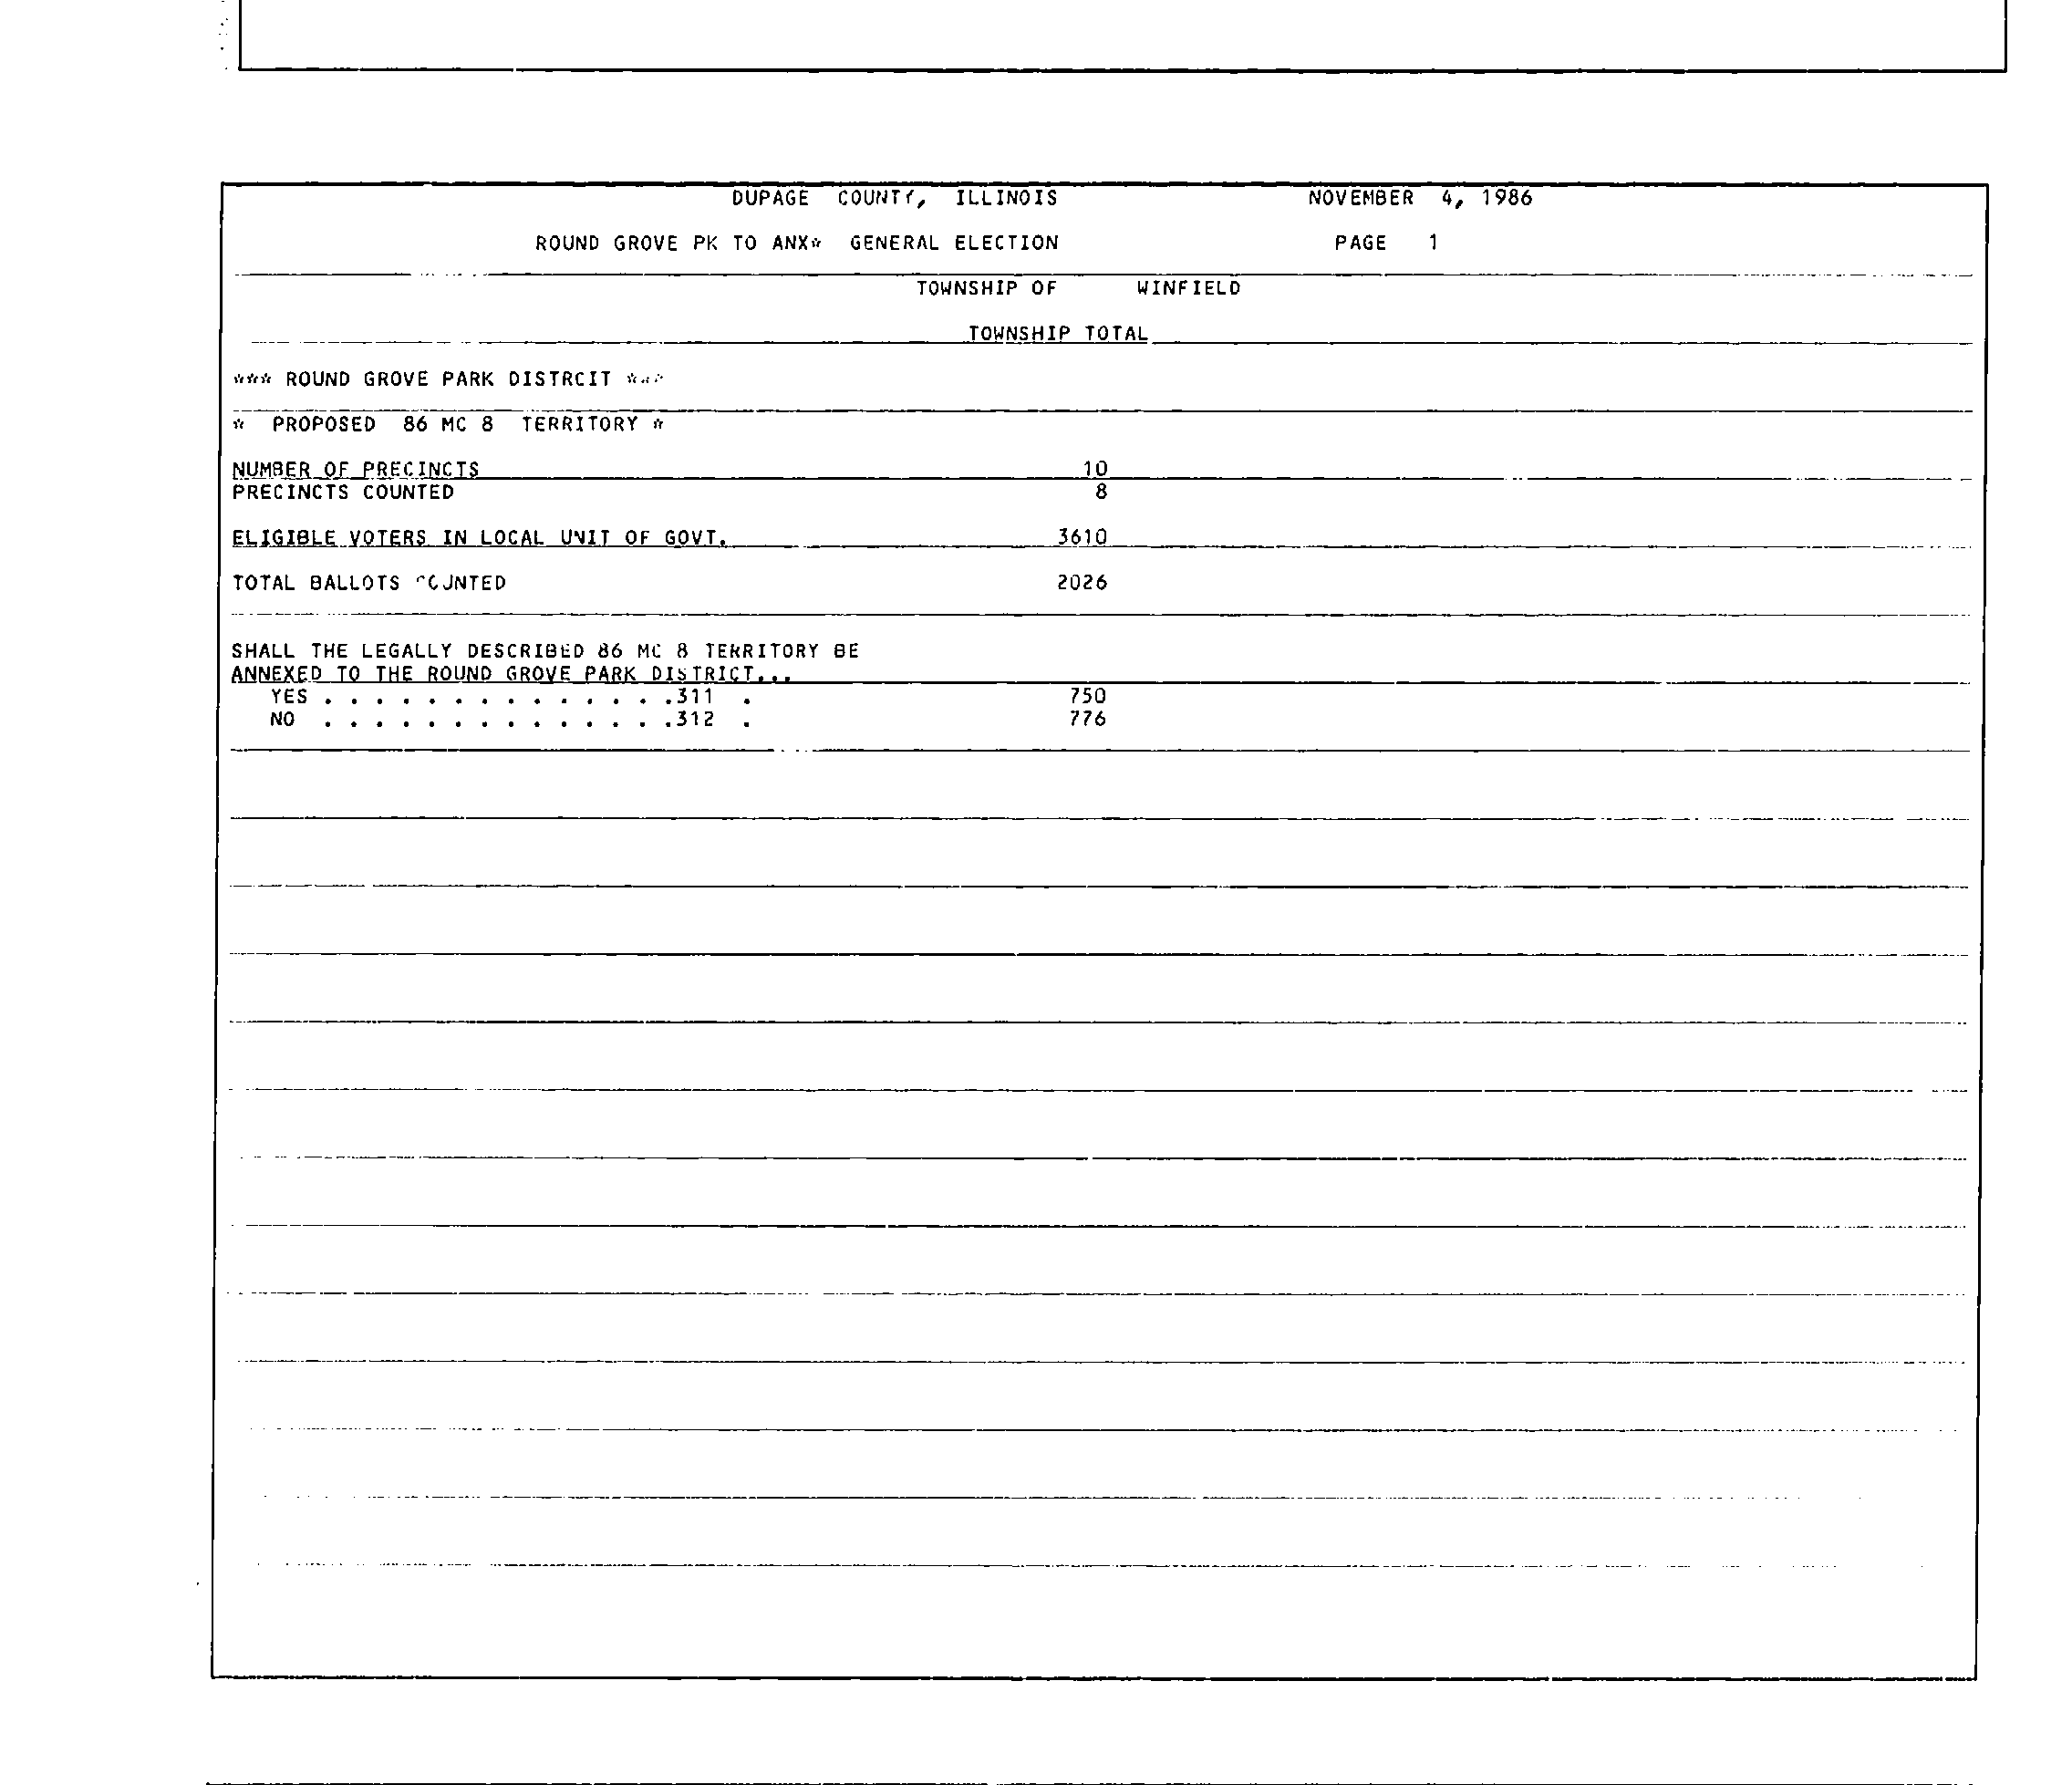 DUPAGE COUNTY, ILLINOIS NOVEMBER 4, 1986
ROUND GROVE PK TO ANX* GENERAL ELECTION PAGE 1
TOWNSHIP OF WINFIELD
TOWNSHIP TOTAL
*** ROUND GROVE PARK DISTRCIT ***
* PROPOSED 86 MC 8 TERRITORY *
NUMBER OF PRECINCTS 10
PRECINCTS COUNTED 8
ELIGIBLE VOTERS IN LOCAL UNIT OF GOVT. 3610
TOTAL BALLOTS COUNTED 2026
SHALL THE LEGALLY DESCRIBED 86 MC 8 TERRITORY BE
ANNEXED TO THE ROUND GROVE PARK DISTRICT...
YES . . . . . . . . . . . . . .311 . 750
NO . . . . . . . . . . . . . .312 . 776